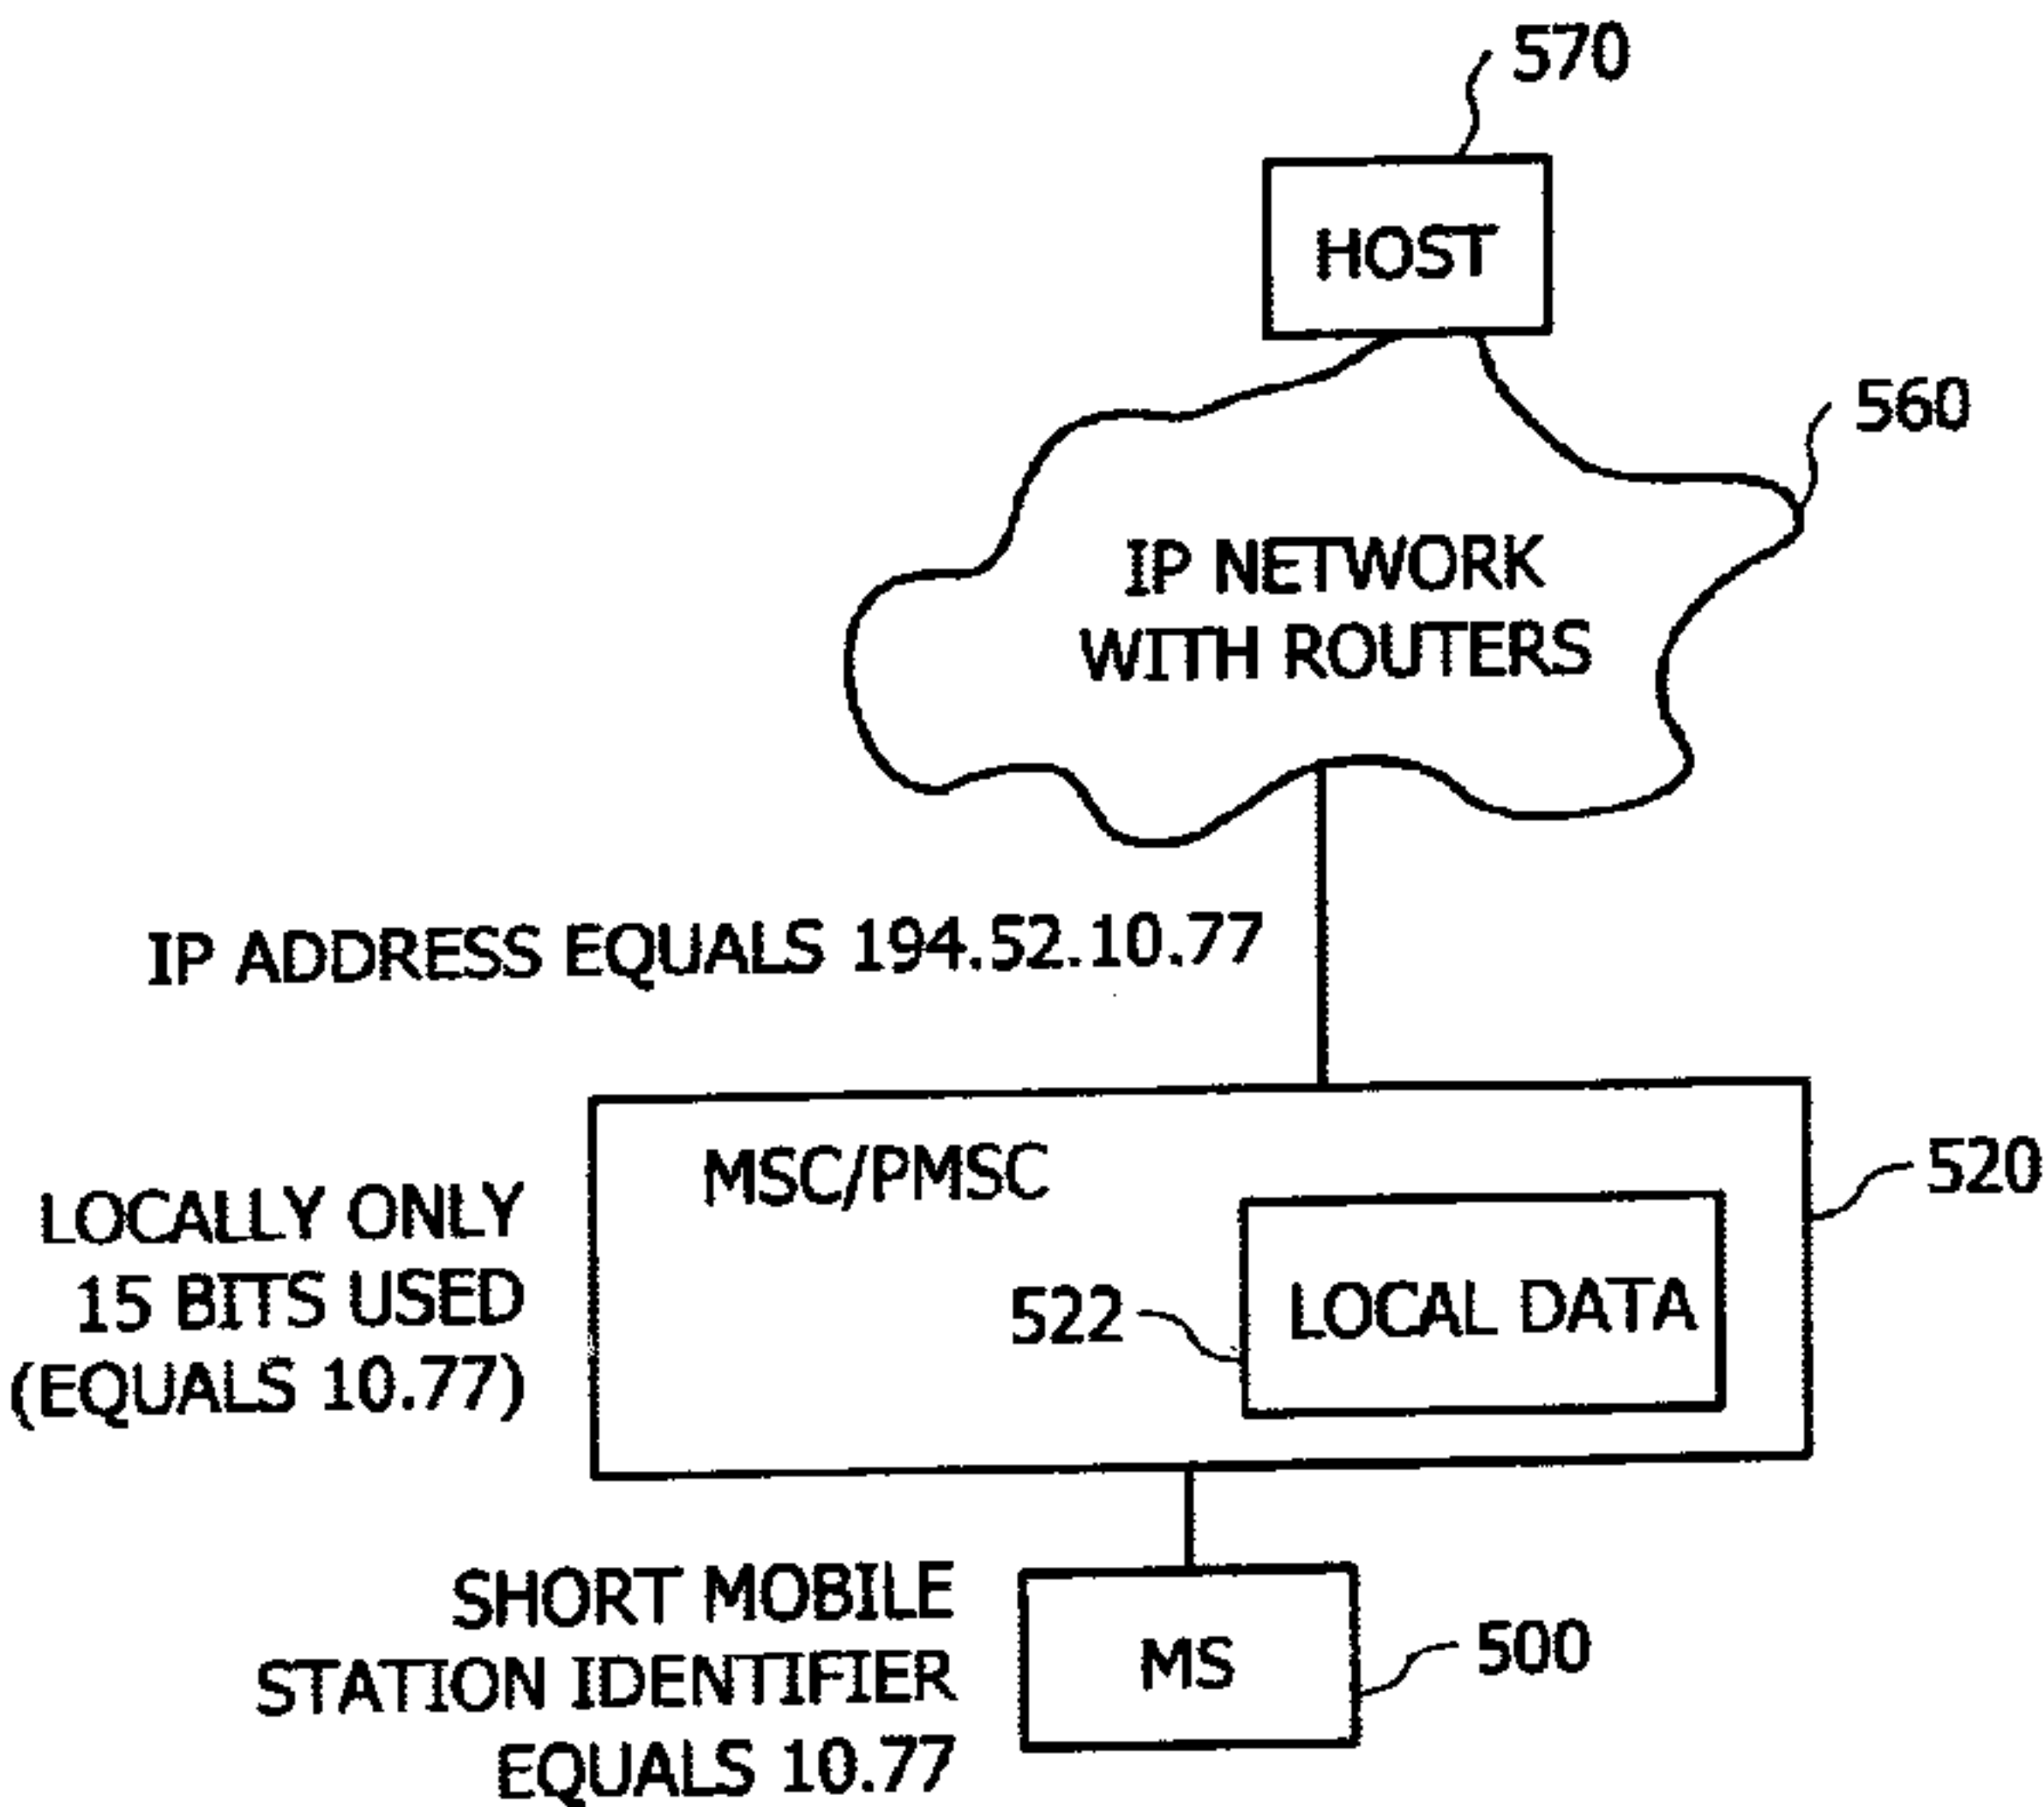 570
HOST
560
IP NETWORK
WITH ROUTERS
IP ADDRESS EQUALS 194.52.10.77
MSC/PMSC
520
LOCALLY ONLY
15 BITS USED
(EQUALS 10.77)
522
LOCAL DATA
SHORT MOBILE
STATION IDENTIFIER
EQUALS 10.77
MS
500